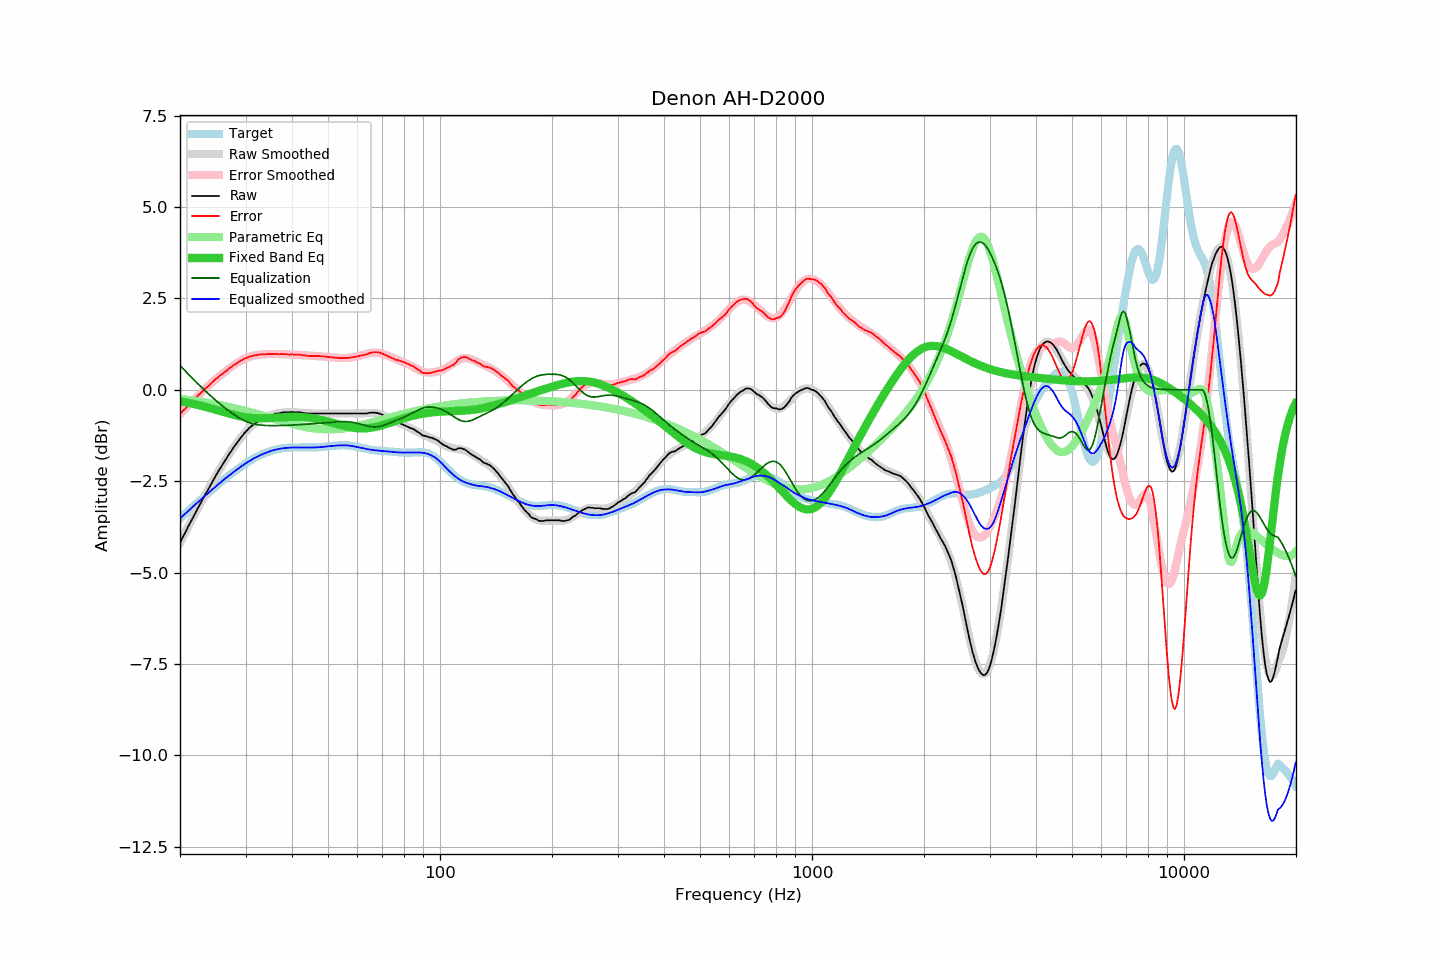 Denon AH-D2000
7.5
5.0
2.5
0.0
−2.5
−5.0
−7.5
−10.0
−12.5
Amplitude (dBr)
Target
Raw Smoothed
Error Smoothed
Raw
Error
Parametric Eq
Fixed Band Eq
Equalization
Equalized smoothed
100
1000
10000
Frequency (Hz)